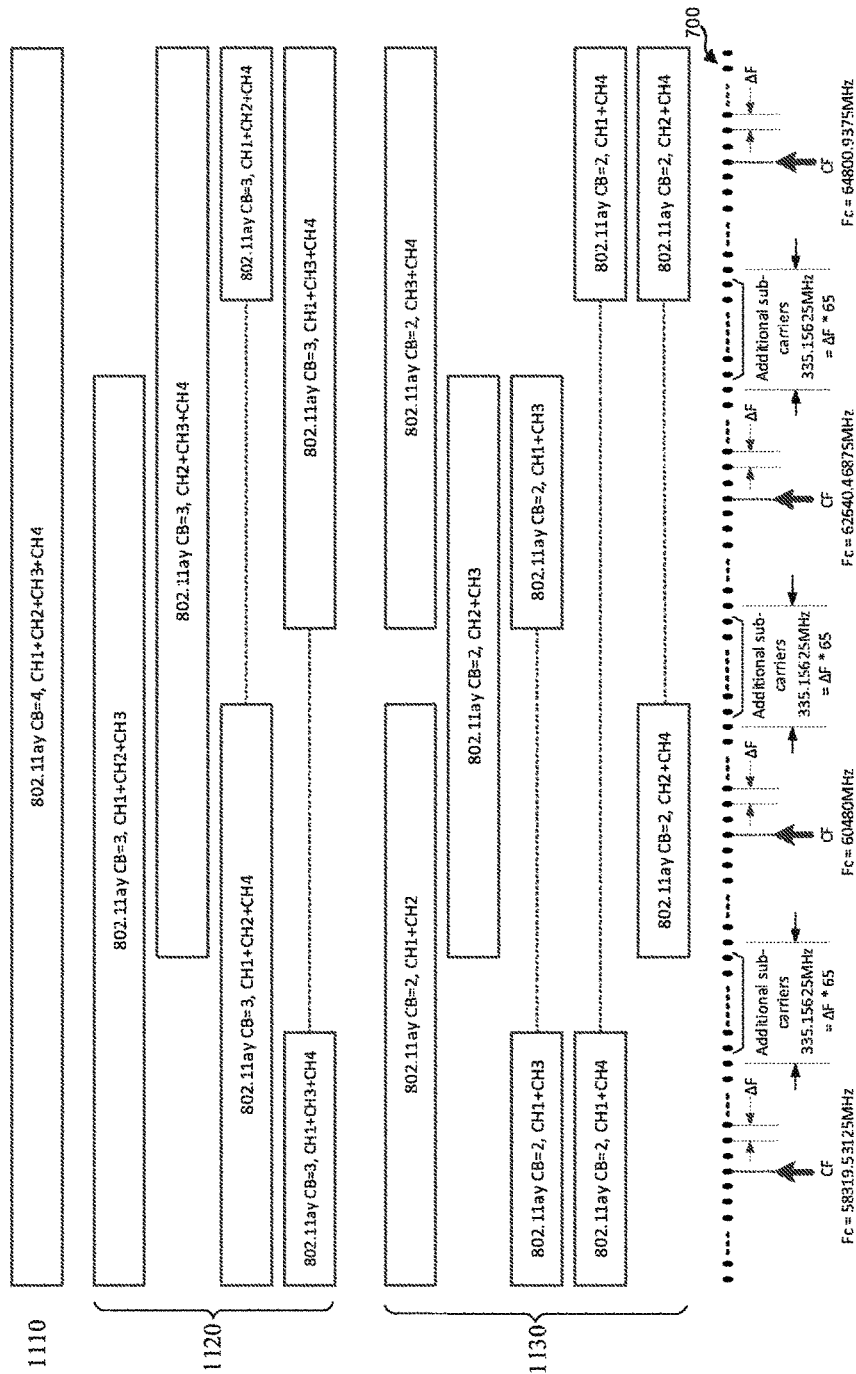 1110
802.11ay CB=4, CH1+CH2+CH3+CH4
1120
802.11ay CB=3, CH1+CH2+CH3
802.11ay CB=3, CH2+CH3+CH4
802.11ay CB=3, CH1+CH2+CH4
802.11ay CB=3, CH1+CH2+CH4
802.11ay CB=3, CH1+CH3+CH4
802.11ay CB=3, CH1+CH3+CH4
1130
802.11ay CB=2, CH1+CH2
802.11ay CB=2, CH3+CH4
802.11ay CB=2, CH2+CH3
802.11ay CB=2, CH1+CH3
802.11ay CB=2, CH1+CH3
802.11ay CB=2, CH1+CH4
802.11ay CB=2, CH1+CH4
802.11ay CB=2, CH2+CH4
802.11ay CB=2, CH2+CH4
700
ΔF
Additional sub-
carriers
335.15625MHz
= ΔF * 65
ΔF
Additional sub-
carriers
335.15625MHz
= ΔF * 65
ΔF
Additional sub-
carriers
335.15625MHz
= ΔF * 65
ΔF
CF
Fc = 58319.53125MHz
CF
Fc = 60480MHz
CF
Fc = 62640.46875MHz
CF
Fc = 64800.9375MHz